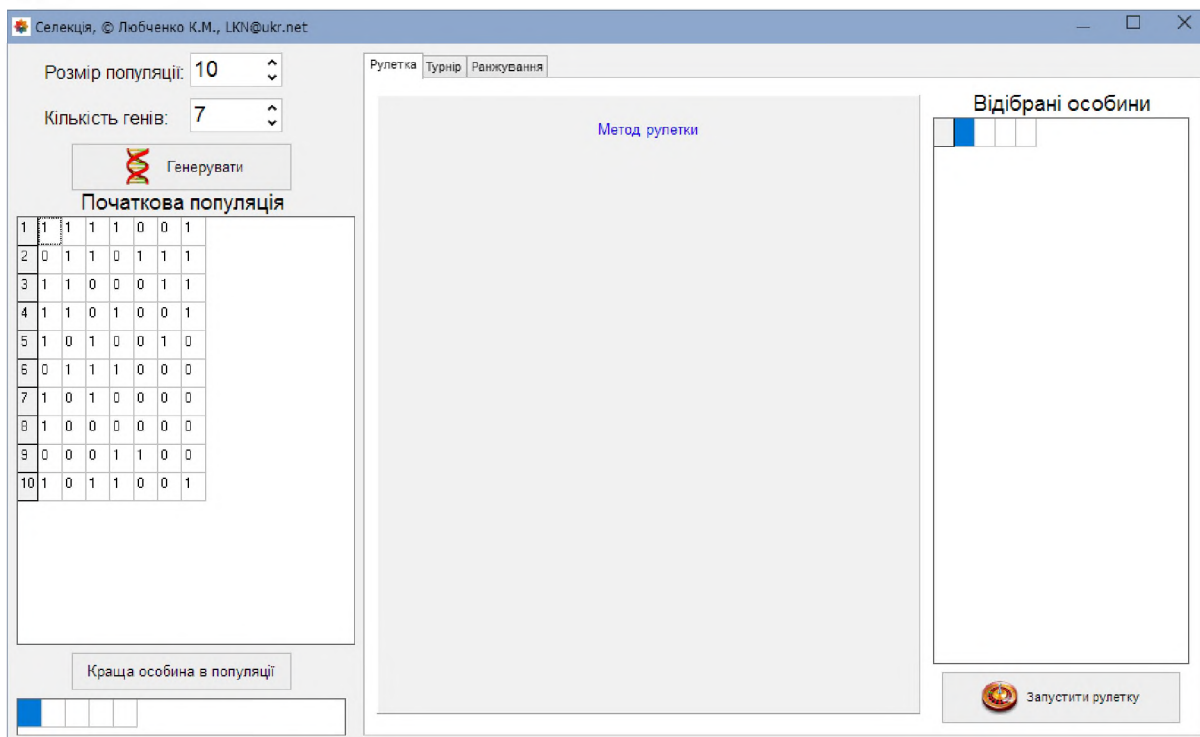 Селекція, © Любченко К.М., LKN@ukr.net
Розмір популяції: 10
Кількість генів: 7
Генерувати
Початкова популяція
1 1 1 1 1 0 0 1
2 0 1 1 0 1 1 1
3 1 1 0 0 0 1 1
4 1 1 0 1 0 0 1
5 1 0 1 0 0 1 0
6 0 1 1 1 0 0 0
7 1 0 1 0 0 0 0
8 1 0 0 0 0 0 0
9 0 0 0 1 1 0 0
10 1 0 1 1 0 0 1
Краща особина в популяції
Рулетка Турнір Ранжування
Метод рулетки
Відібрані особини
Запустити рулетку